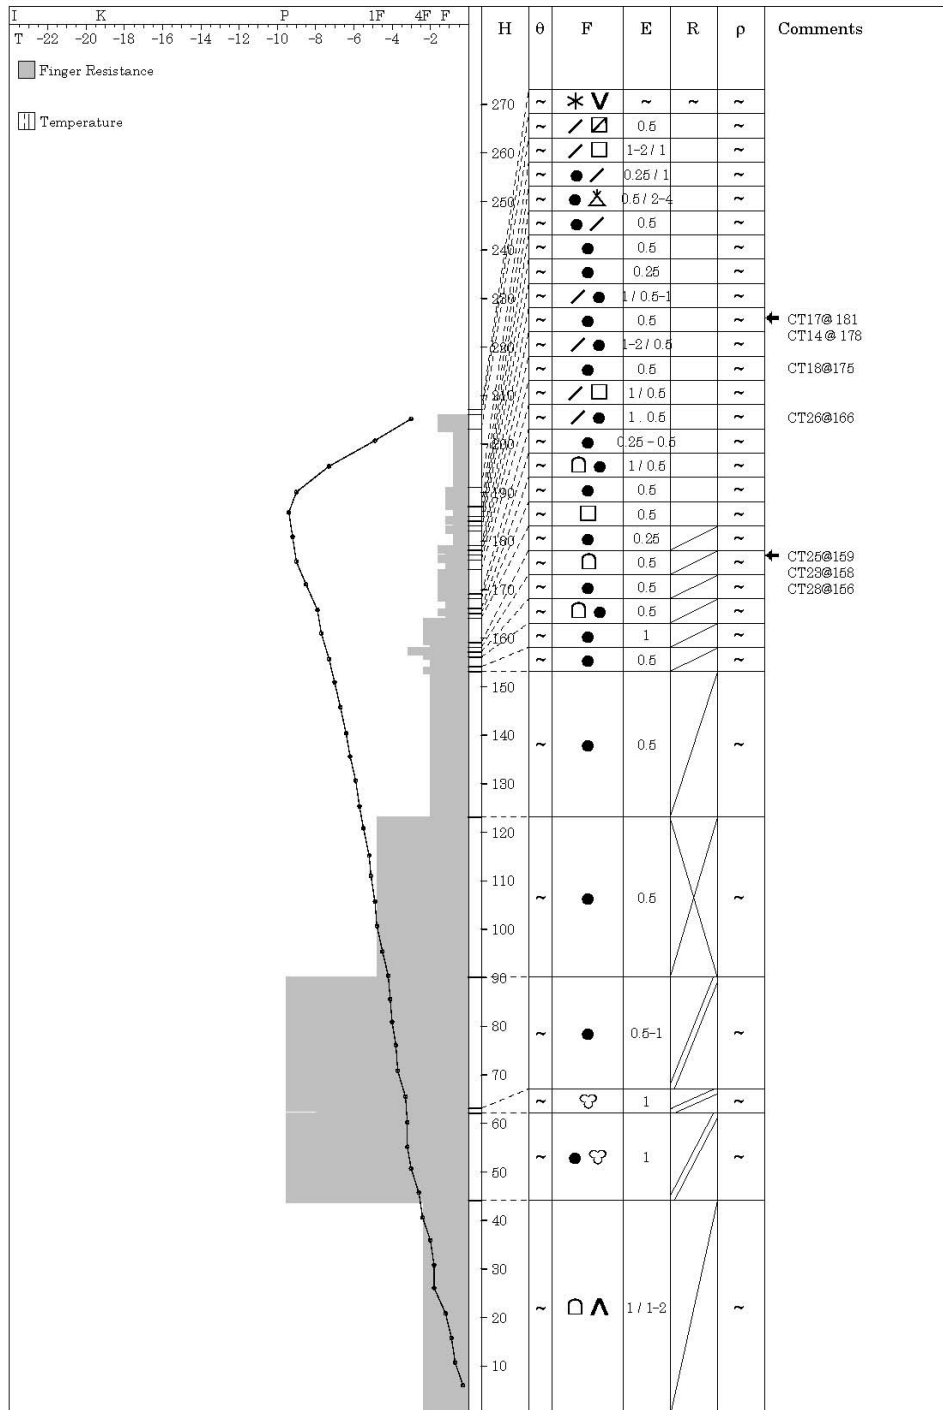 I K P 1F 4F F
T -22 -20 -18 -16 -14 -12 -10 -8 -6 -4 -2 H θ F E R ρ Comments
Finger Resistance
Temperature
270 ~ ~ ~ ~
~ 0.5 ~
260 ~ 1-2 / 1 ~
~ 0.25 / 1 ~
250 ~ 0.5 / 2-4 ~
~ 0.5 ~
240 ~ 0.5 ~
~ 0.25 ~
230 ~ 1 / 0.5-1 ~
~ 0.5 ~ CT17@ 181
CT14@ 178
220 ~ 1-2 / 0.5 ~
~ 0.5 ~ CT18@175
210 ~ 1 / 0.5 ~
~ 1 . 0.5 ~ CT26@166
200 ~ 0.25 - 0.5 ~
~ 1 / 0.5 ~
190 ~ 0.5 ~
~ 0.5 ~
180 ~ 0.25 ~
~ 0.5 ~ CT25@159
CT23@158
170 ~ 0.5 ~ CT28@156
~ 0.5 ~
160 ~ 1 ~
~ 0.5 ~
150
140
~ 0.5 ~
130
120
110
~ 0.5 ~
100
90
80
~ 0.5-1 ~
70
~ 1 ~
60
~ 1 ~
50
40
30
20
~ 1 / 1-2 ~
10